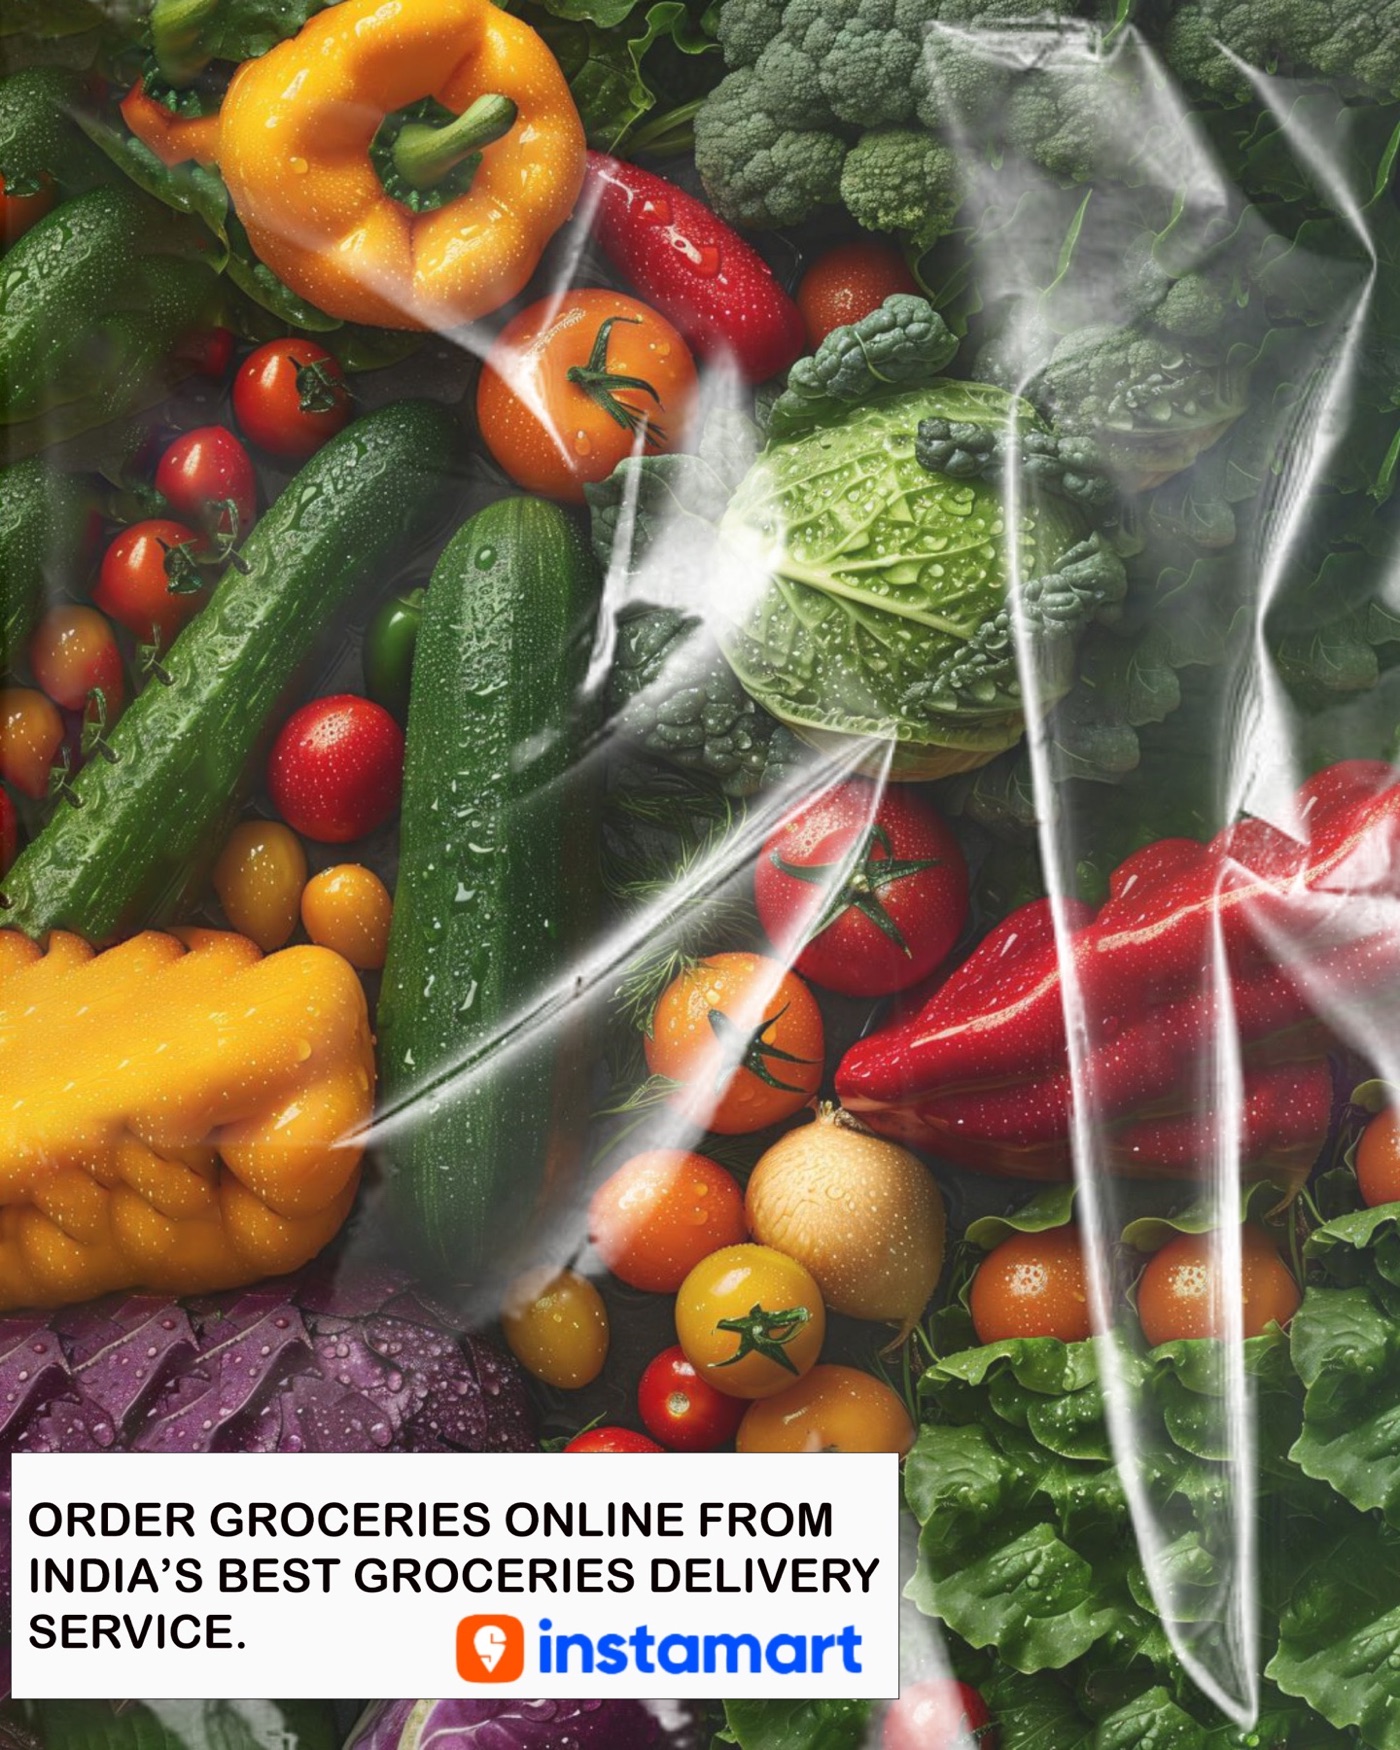 ORDER GROCERIES ONLINE FROM
INDIA'S BEST GROCERIES DELIVERY
SERVICE.
instamart